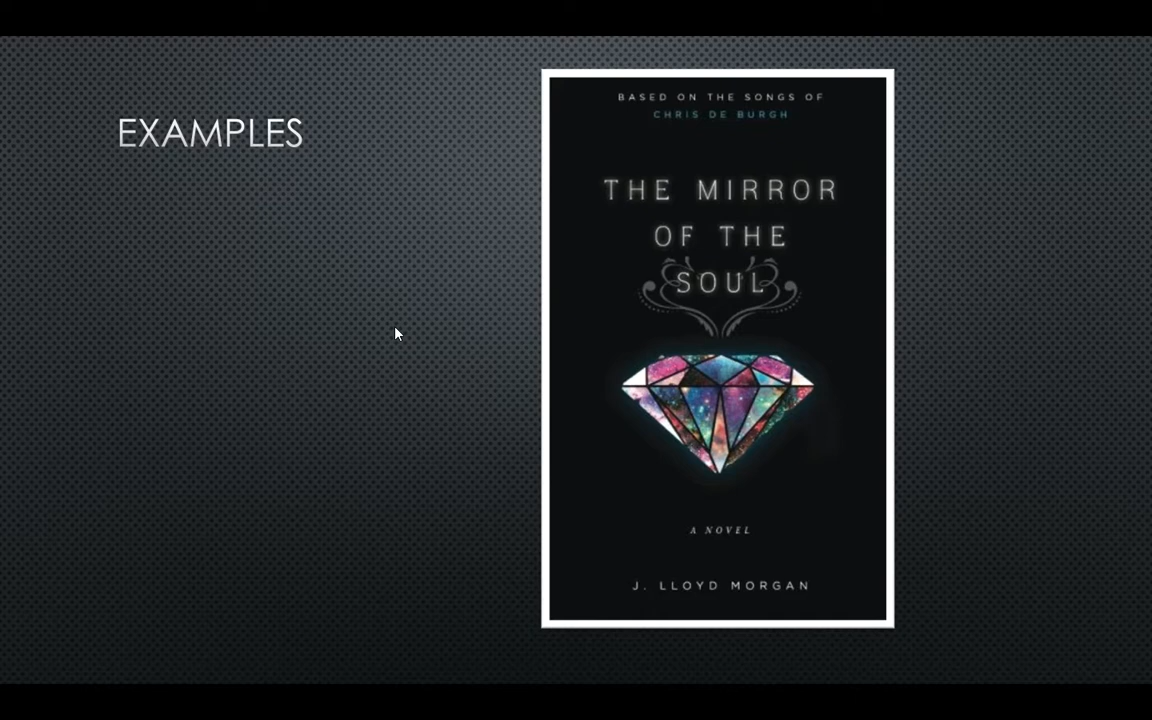 EXAMPLES
BASED ON THE SONGS OF
CHRIS DE BURGH
THE MIRROR
OF THE
SOUL
A NOVEL
J. LLOYD MORGAN